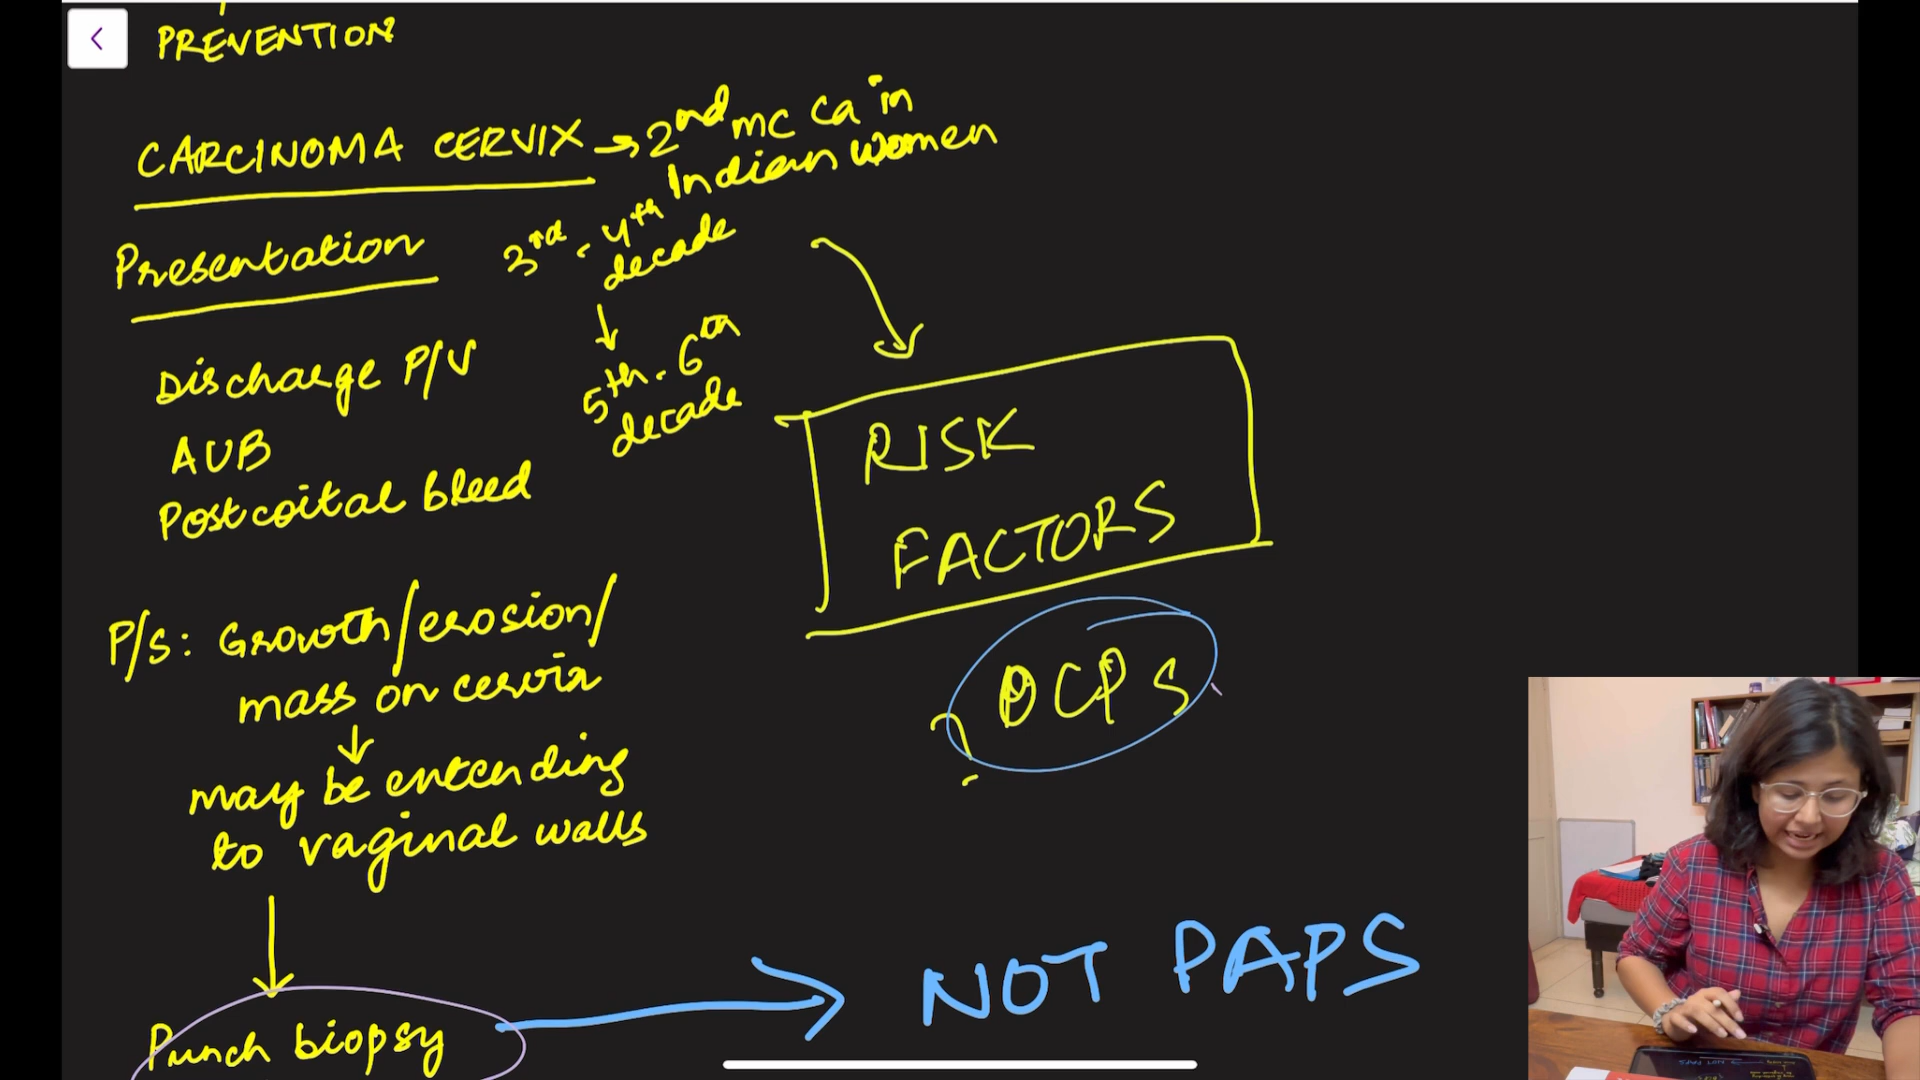 PREVENTION
CARCINOMA CERVIX → 2nd mc ca in
Indian women
Presentation
3rd - 4th
decade
↓
5th - 6th
decade
Discharge P/V
AUB
Postcoital bleed
RISK
FACTORS
? OCPs
P/S: Growth/erosion/
mass on cervix
↓
may be extending
to vaginal walls
↓
Punch biopsy → NOT PAPS